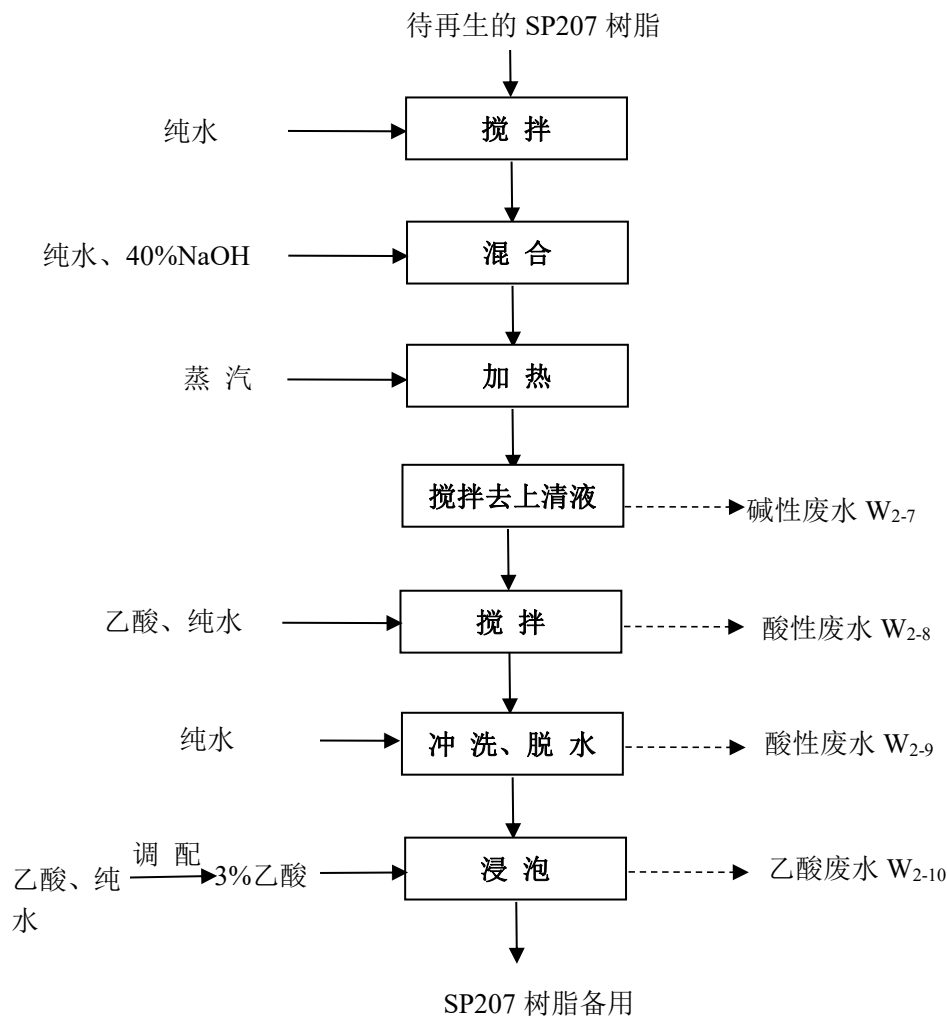 待再生的 SP207 树脂
搅 拌
纯水
纯水、40%NaOH
混 合
蒸 汽
加 热
搅拌去上清液
碱性废水 W2-7
乙酸、纯水
搅 拌
酸性废水 W2-8
纯水
冲 洗、脱 水
酸性废水 W2-9
乙酸、纯
水
调 配
3%乙酸
浸 泡
乙酸废水 W2-10
SP207 树脂备用